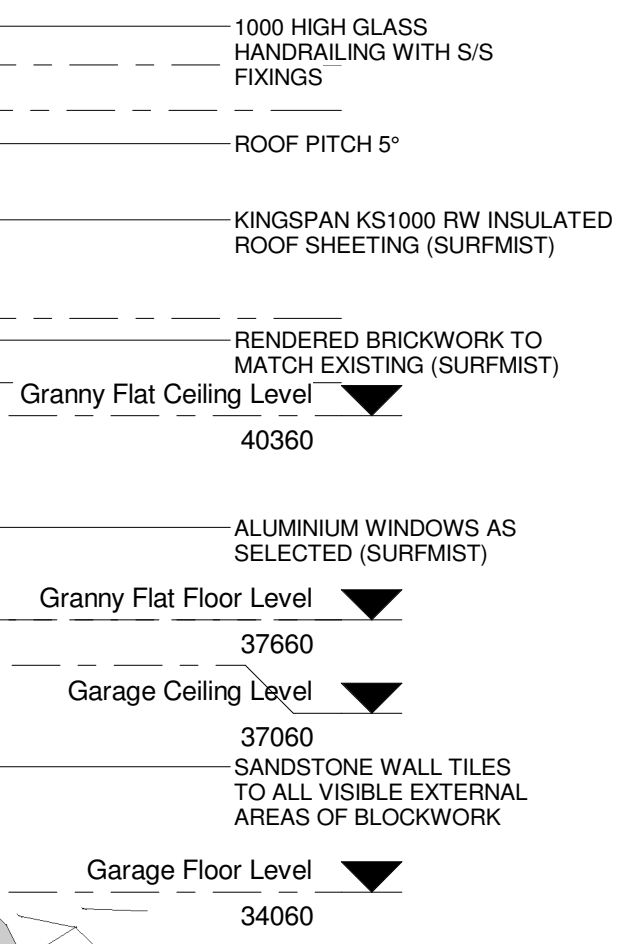 1000 HIGH GLASS
HANDRAILING WITH S/S
FIXINGS
ROOF PITCH 5°
KINGSPAN KS1000 RW INSULATED
ROOF SHEETING (SURFMIST)
RENDERED BRICKWORK TO
MATCH EXISTING (SURFMIST)
Granny Flat Ceiling Level
40360
ALUMINIUM WINDOWS AS
SELECTED (SURFMIST)
Granny Flat Floor Level
37660
Garage Ceiling Level
37060
SANDSTONE WALL TILES
TO ALL VISIBLE EXTERNAL
AREAS OF BLOCKWORK
Garage Floor Level
34060